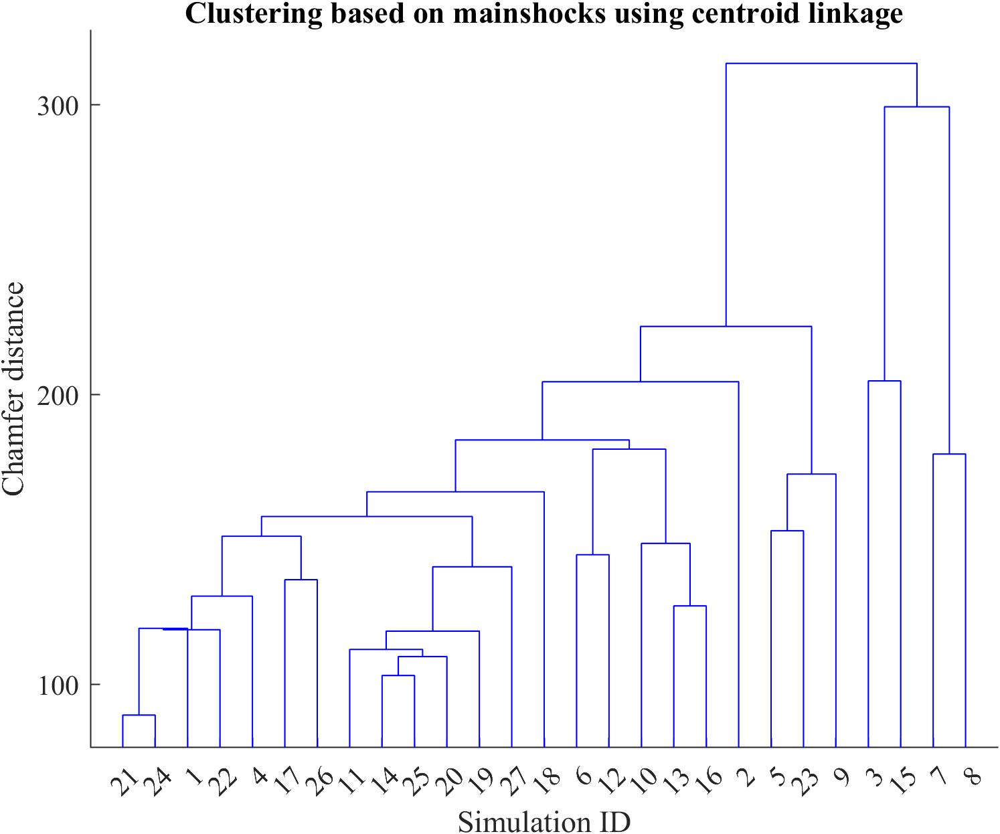 Clustering based on mainshocks using centroid linkage
300
200
100
Chamfer distance
21 24 1 22 4 17 26 11 14 25 20 19 27 18 6 12 10 13 16 2 5 23 9 3 15 7 8
Simulation ID